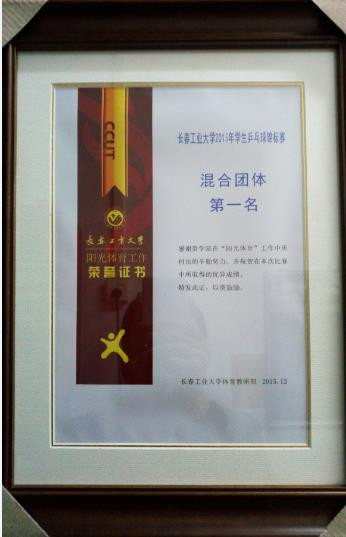 长春工业大学2015年学生乒乓球锦标赛
混合团体
第一名
感谢贵学院在“阳光体育”工作中所
付出的辛勤努力，并祝贺在本次比赛
中所取得的优异成绩。
特发此证，以资鼓励。
长春工业大学体育教研部 2015.12
CCUT
长春工业大学
阳光体育工作
荣誉证书